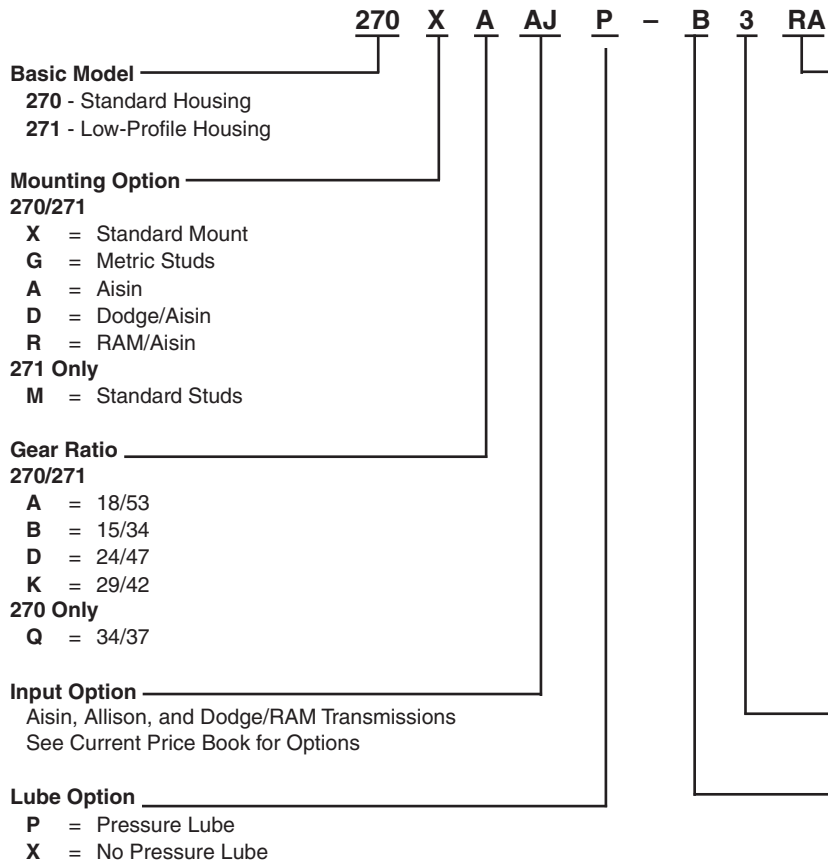 270 X A AJ P – B 3 RA
Basic Model
270 - Standard Housing
271 - Low-Profile Housing
Mounting Option
270/271
X = Standard Mount
G = Metric Studs
A = Aisin
D = Dodge/Aisin
R = RAM/Aisin
271 Only
M = Standard Studs
Gear Ratio
270/271
A = 18/53
B = 15/34
D = 24/47
K = 29/42
270 Only
Q = 34/37
Input Option
Aisin, Allison, and Dodge/RAM Transmissions
See Current Price Book for Options
Lube Option
P = Pressure Lube
X = No Pressure Lube